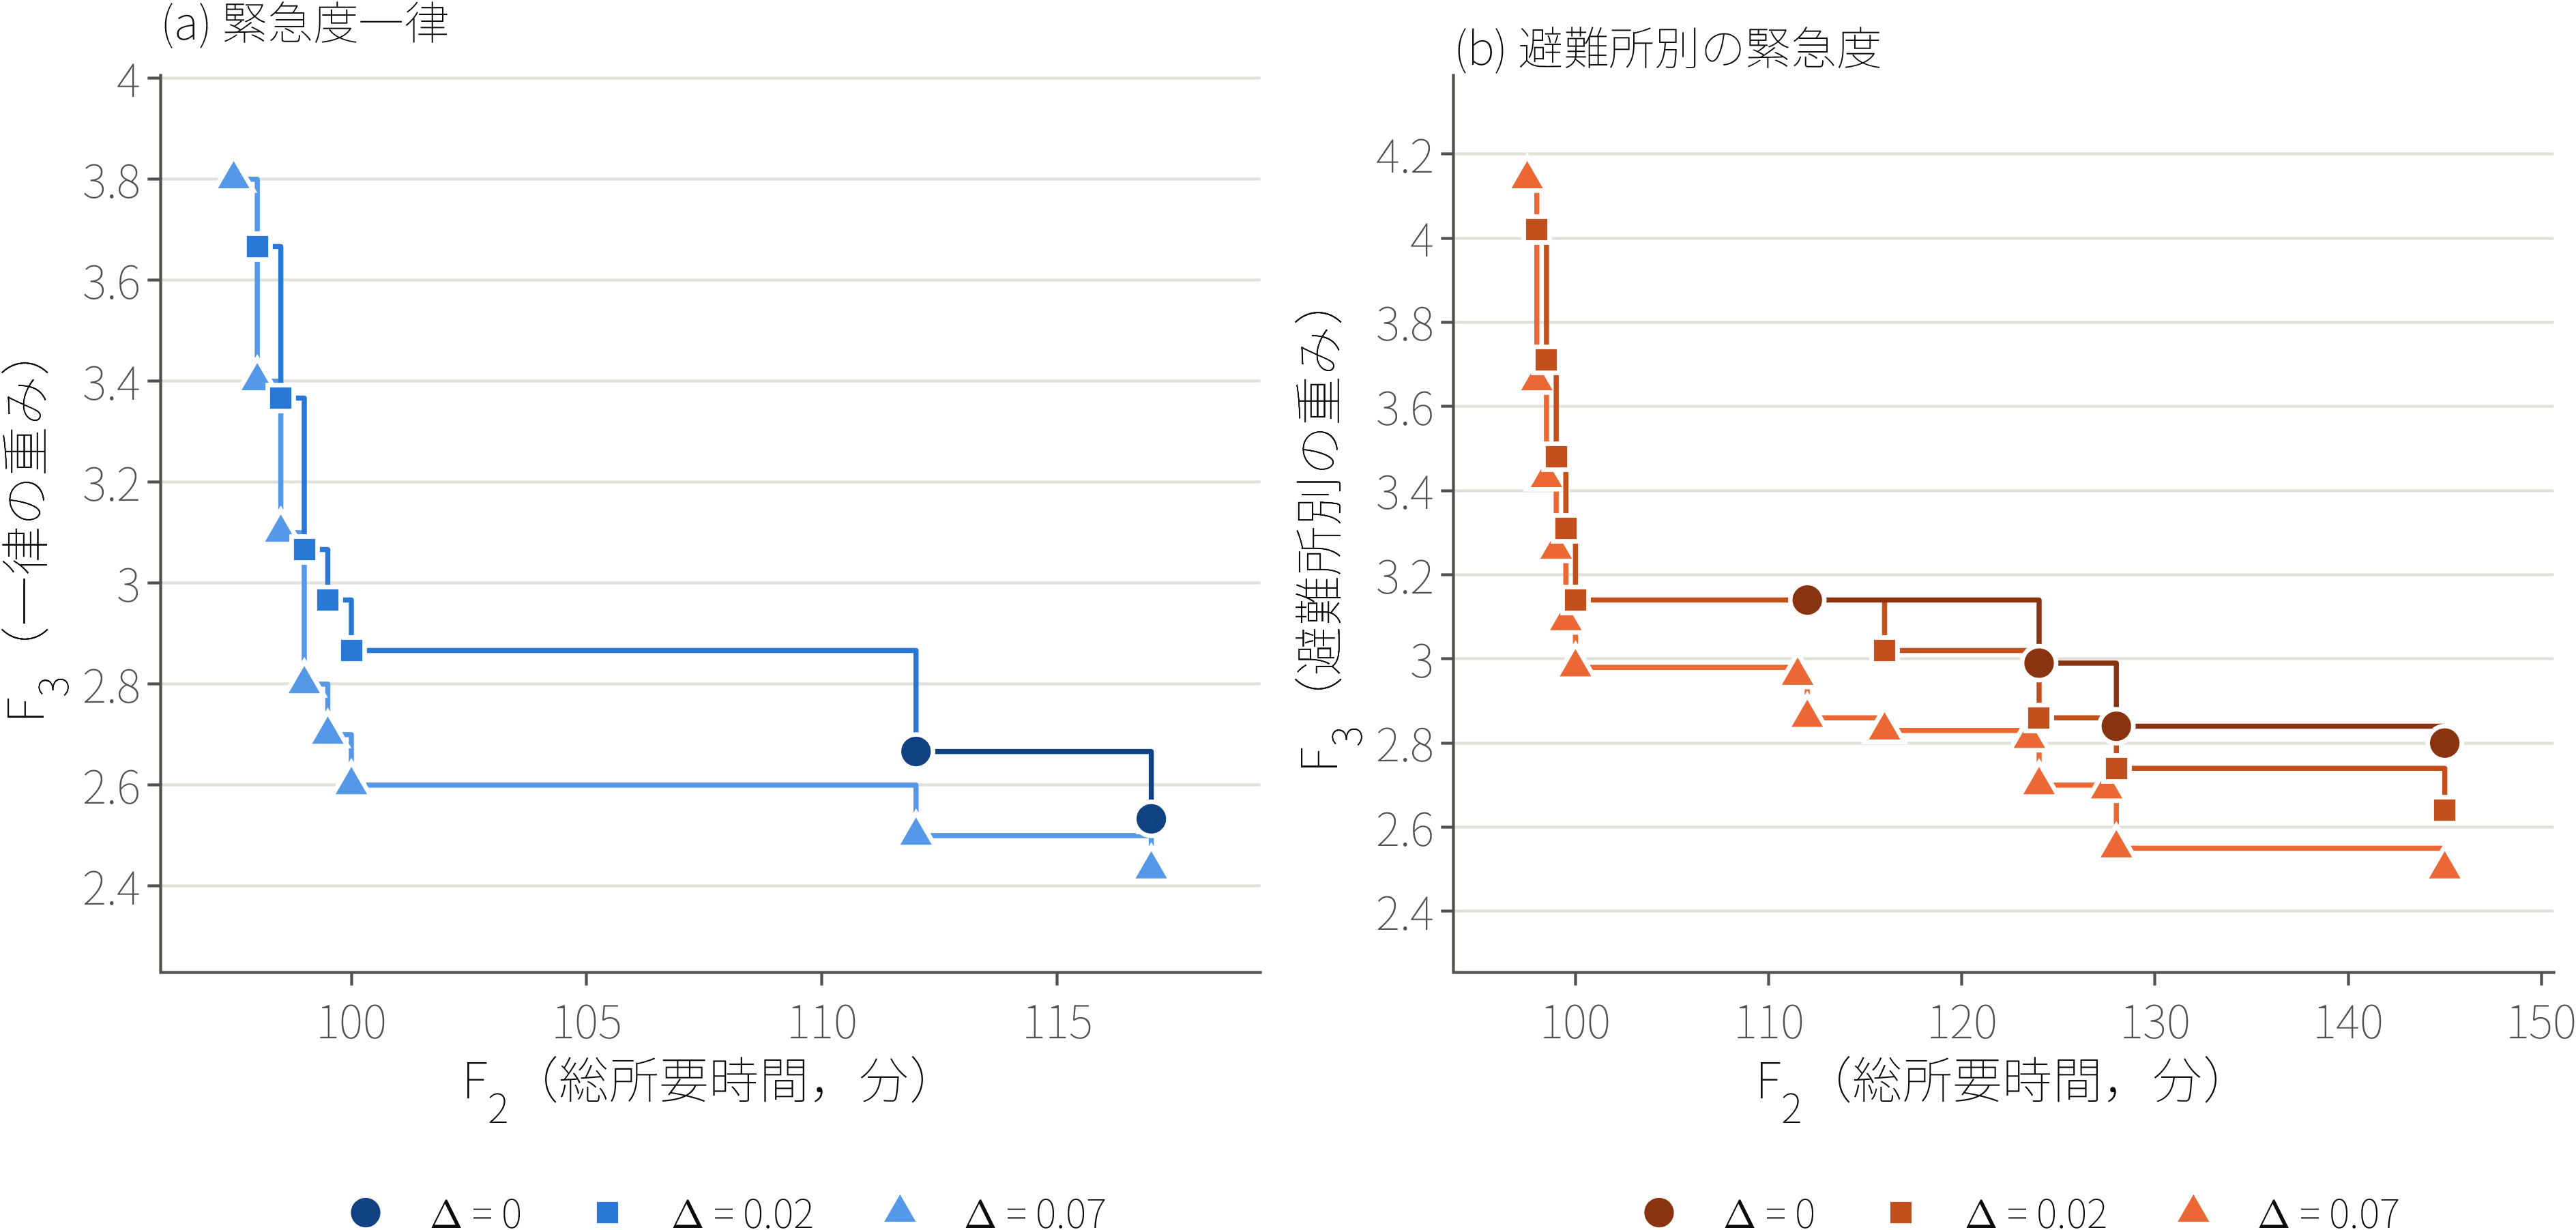 (a) 緊急度一律
4
3.8
3.6
3.4
3.2
3
2.8
2.6
2.4
F3（一律の重み）
100 105 110 115
F2（総所要時間，分）
Δ = 0 Δ = 0.02 Δ = 0.07
(b) 避難所別の緊急度
4.2
4
3.8
3.6
3.4
3.2
3
2.8
2.6
2.4
F3（避難所別の重み）
100 110 120 130 140 150
F2（総所要時間，分）
Δ = 0 Δ = 0.02 Δ = 0.07